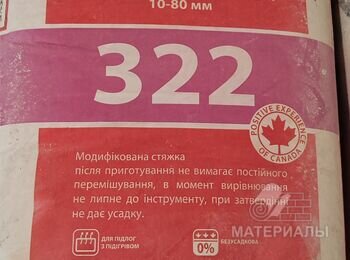 10-80 мм
322
POSITIVE EXPERIENCE
OF CANADA
Модифікована стяжка
після приготування не вимагає постійного
перемішування, в момент вирівнювання
не липне до інструменту, при затвердінні
не дає усадку.
МАТЕРИАЛЫ
ДЛЯ ПІДЛОГ
З ПІДІГРІВОМ
0%
БЕЗУСАДКОВА